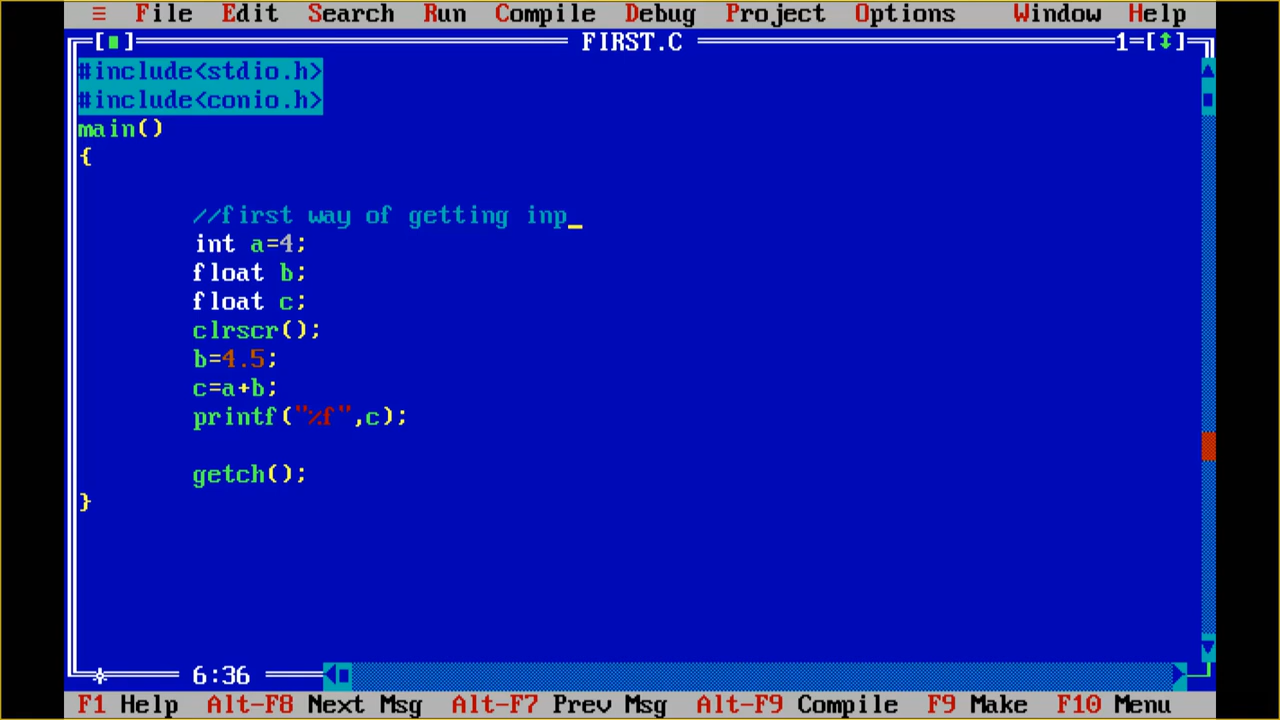 ≡ File Edit Search Run Compile Debug Project Options Window Help
[■] FIRST.C 1=[↕]
#include<stdio.h>
#include<conio.h>
main()
{
//first way of getting inp_
int a=4;
float b;
float c;
clrscr();
b=4.5;
c=a+b;
printf("%f",c);
getch();
}
6:36
F1 Help Alt-F8 Next Msg Alt-F7 Prev Msg Alt-F9 Compile F9 Make F10 Menu